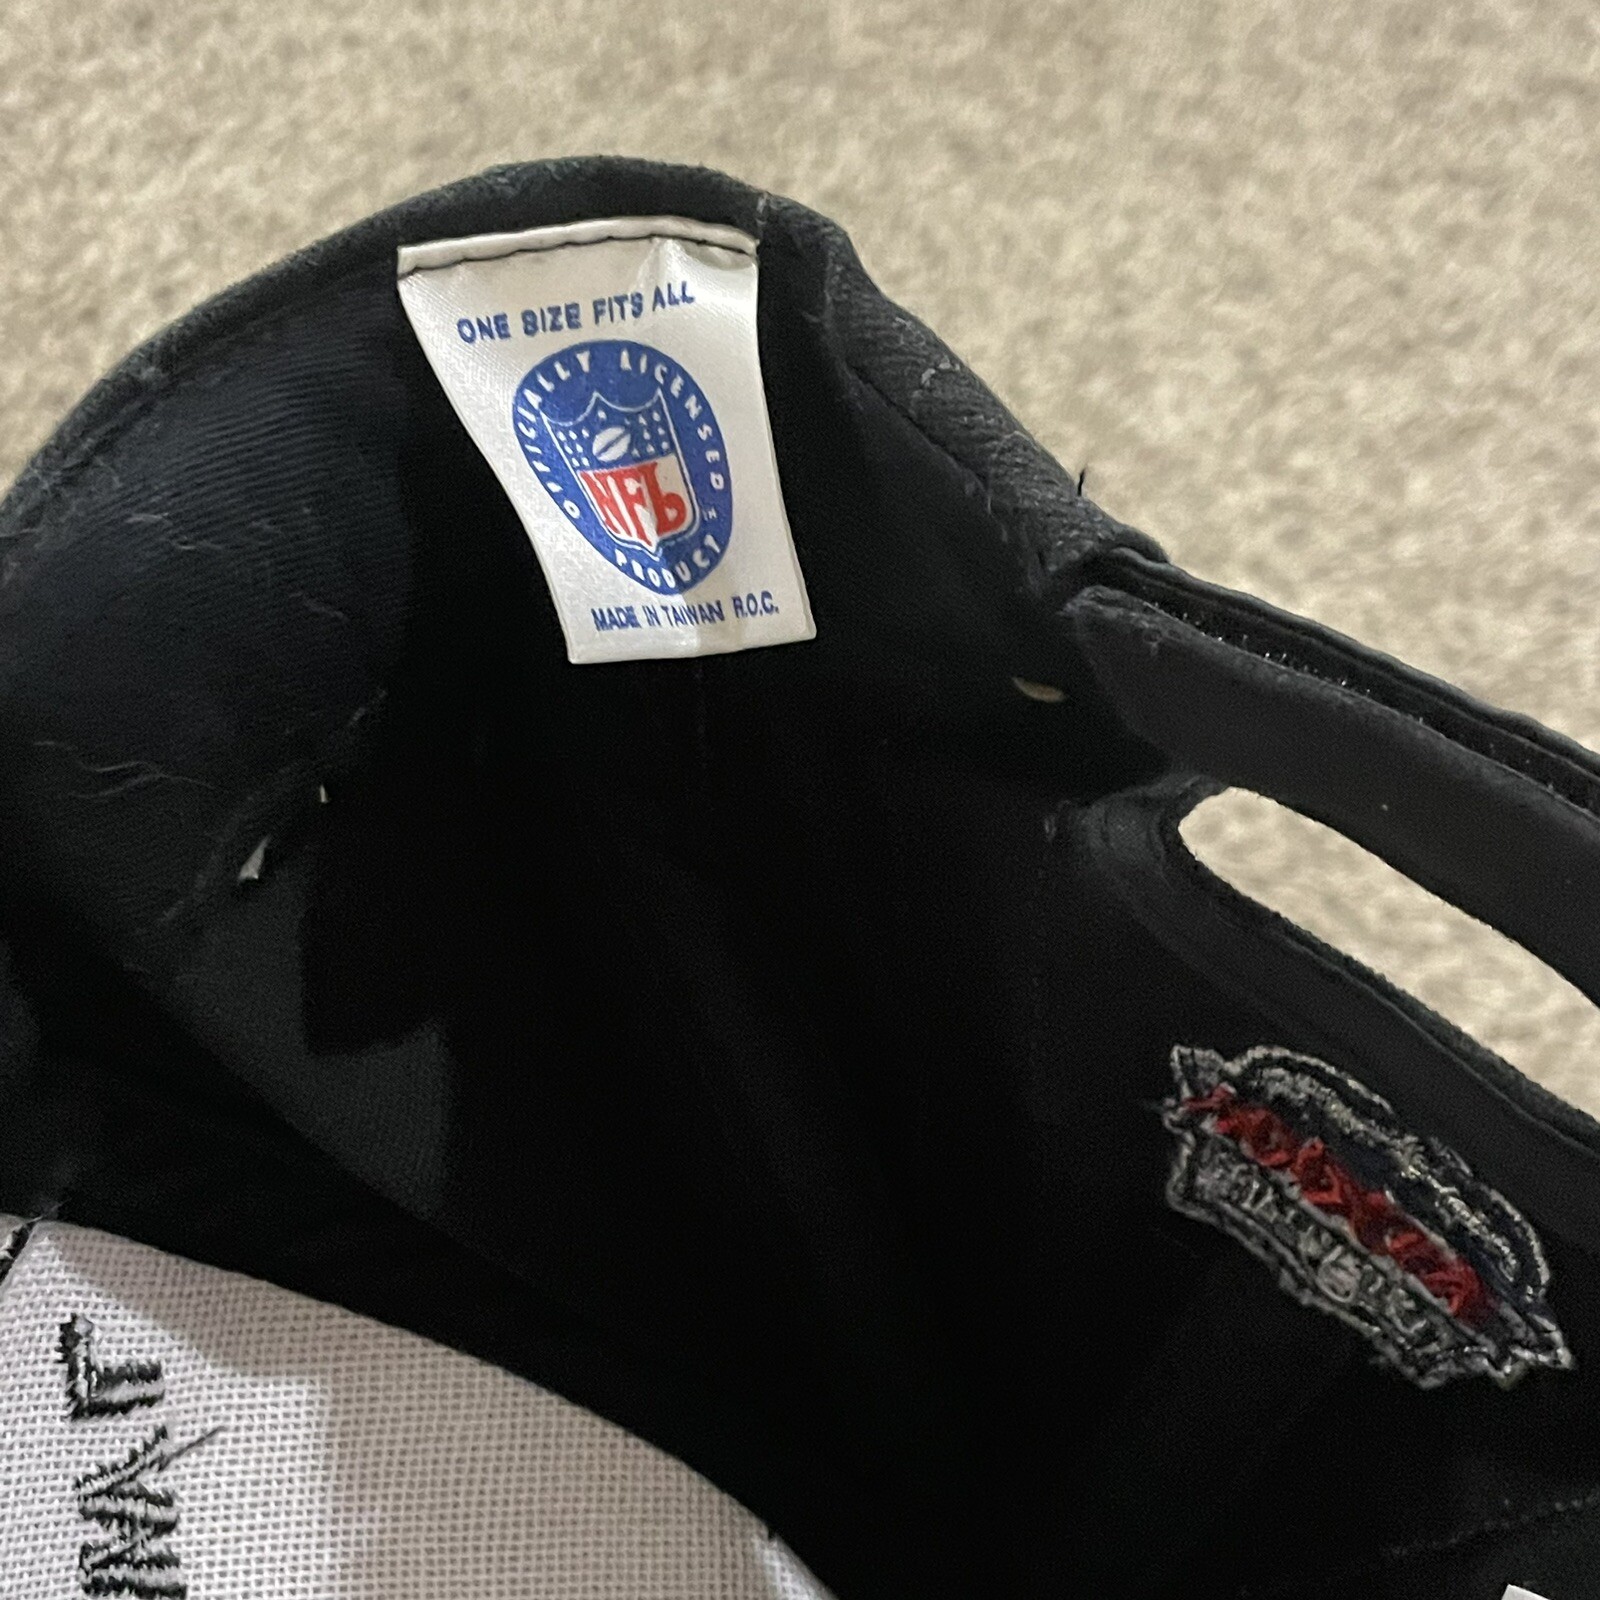 ONE SIZE FITS ALL
OFFICIALLY LICENSED
NFL
PRODUCT
MADE IN TAIWAN R.O.C.